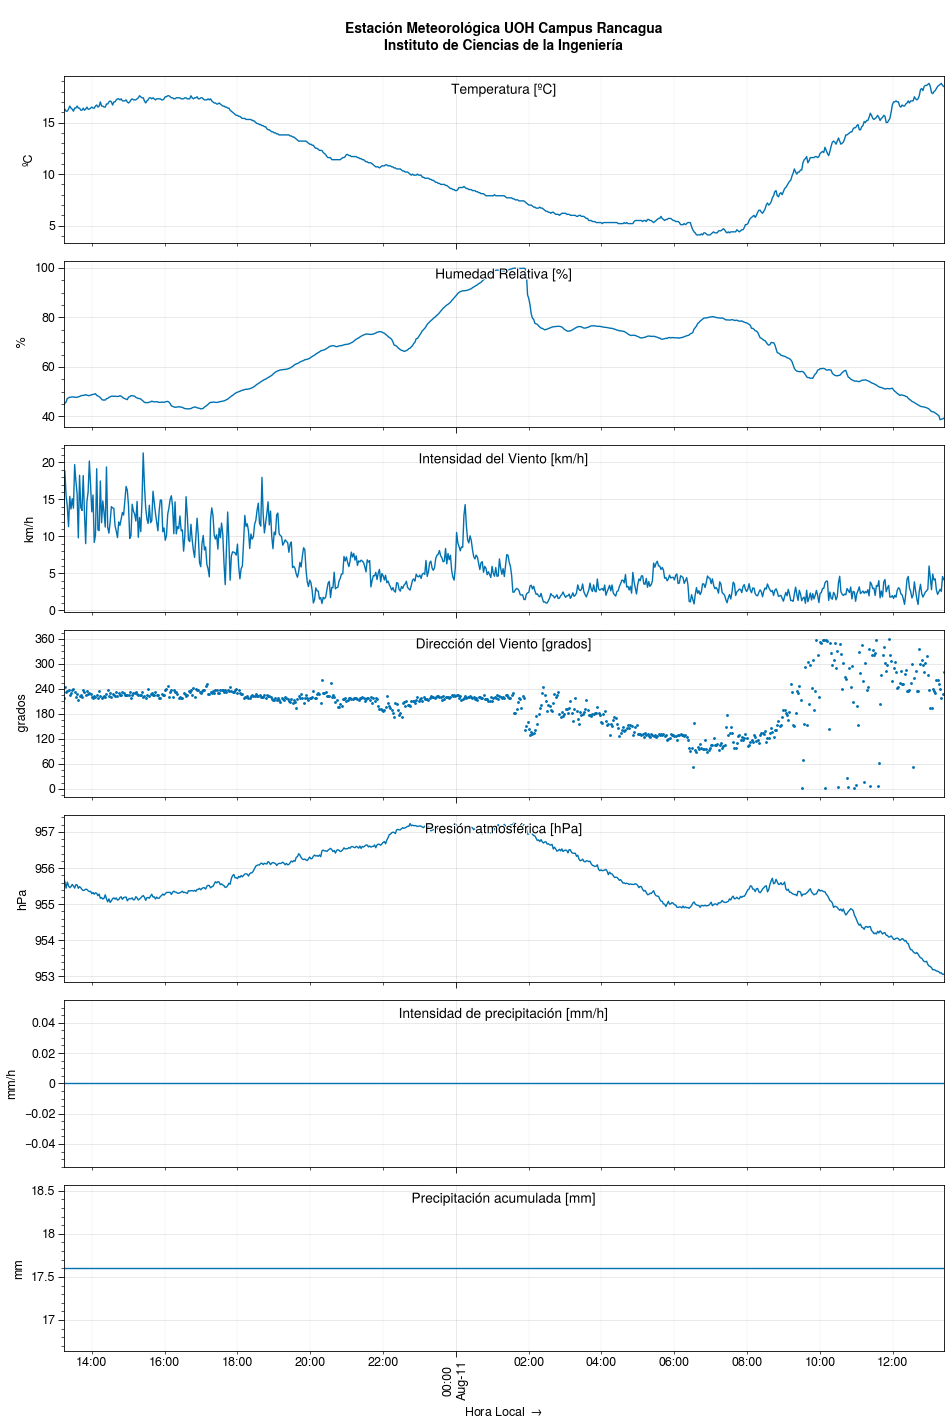 Estación Meteorológica UOH Campus Rancagua
Instituto de Ciencias de la Ingeniería
Temperatura [ºC]
ºC
15
10
5
Humedad Relativa [%]
%
100
80
60
40
Intensidad del Viento [km/h]
km/h
20
15
10
5
0
Dirección del Viento [grados]
grados
360
300
240
180
120
60
0
Presión atmosférica [hPa]
hPa
957
956
955
954
953
Intensidad de precipitación [mm/h]
mm/h
0.04
0.02
0
−0.02
−0.04
Precipitación acumulada [mm]
mm
18.5
18
17.5
17
14:00 16:00 18:00 20:00 22:00 00:00 02:00 04:00 06:00 08:00 10:00 12:00
Aug-11
Hora Local →